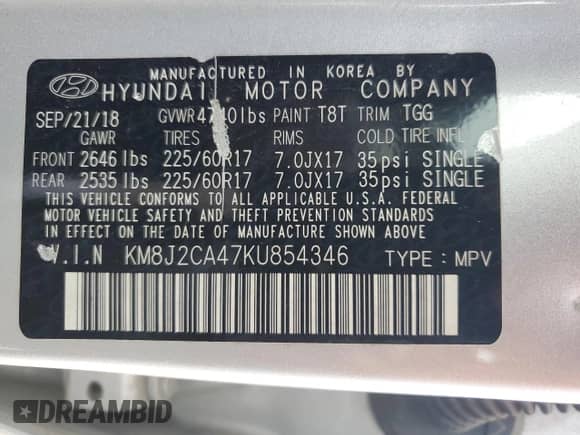 MANUFACTURED IN KOREA BY
HYUNDAI MOTOR COMPANY
SEP/21/18 GVWR 4740lbs PAINT T8T TRIM TGG
GAWR TIRES RIMS COLD TIRE INFL
FRONT 2646 lbs 225/60R17 7.0JX17 35psi SINGLE
REAR 2535 lbs 225/60R17 7.0JX17 35psi SINGLE
THIS VEHICLE CONFORMS TO ALL APPLICABLE U.S.A FEDERAL
MOTOR VEHICLE SAFETY AND THEFT PREVENTION STANDARDS
IN EFFECT ON THE DATE OF MANUFACTURE SHOWN ABOVE.
V.I.N KM8J2CA47KU854346 TYPE : MPV
DREAMBID